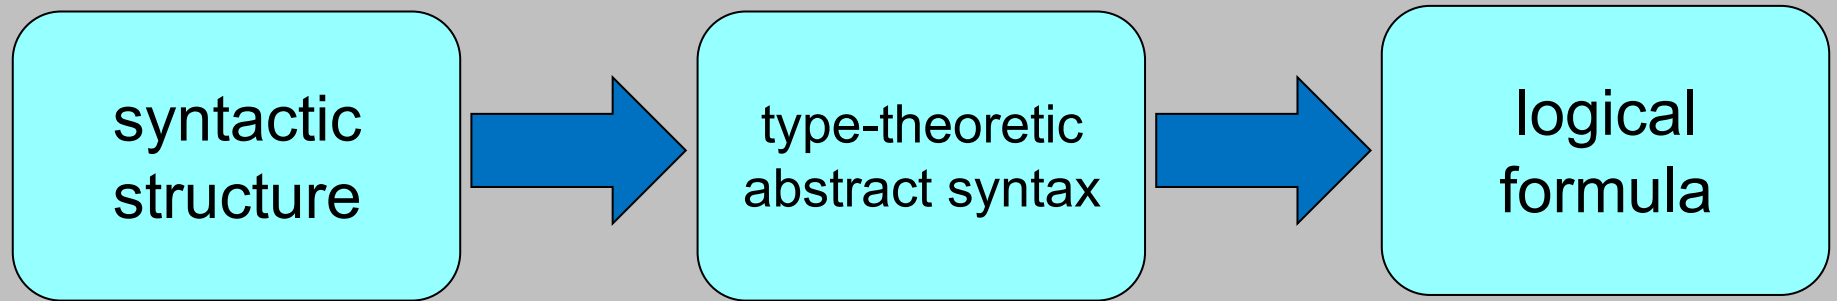 syntactic
structure
type-theoretic
abstract syntax
logical
formula